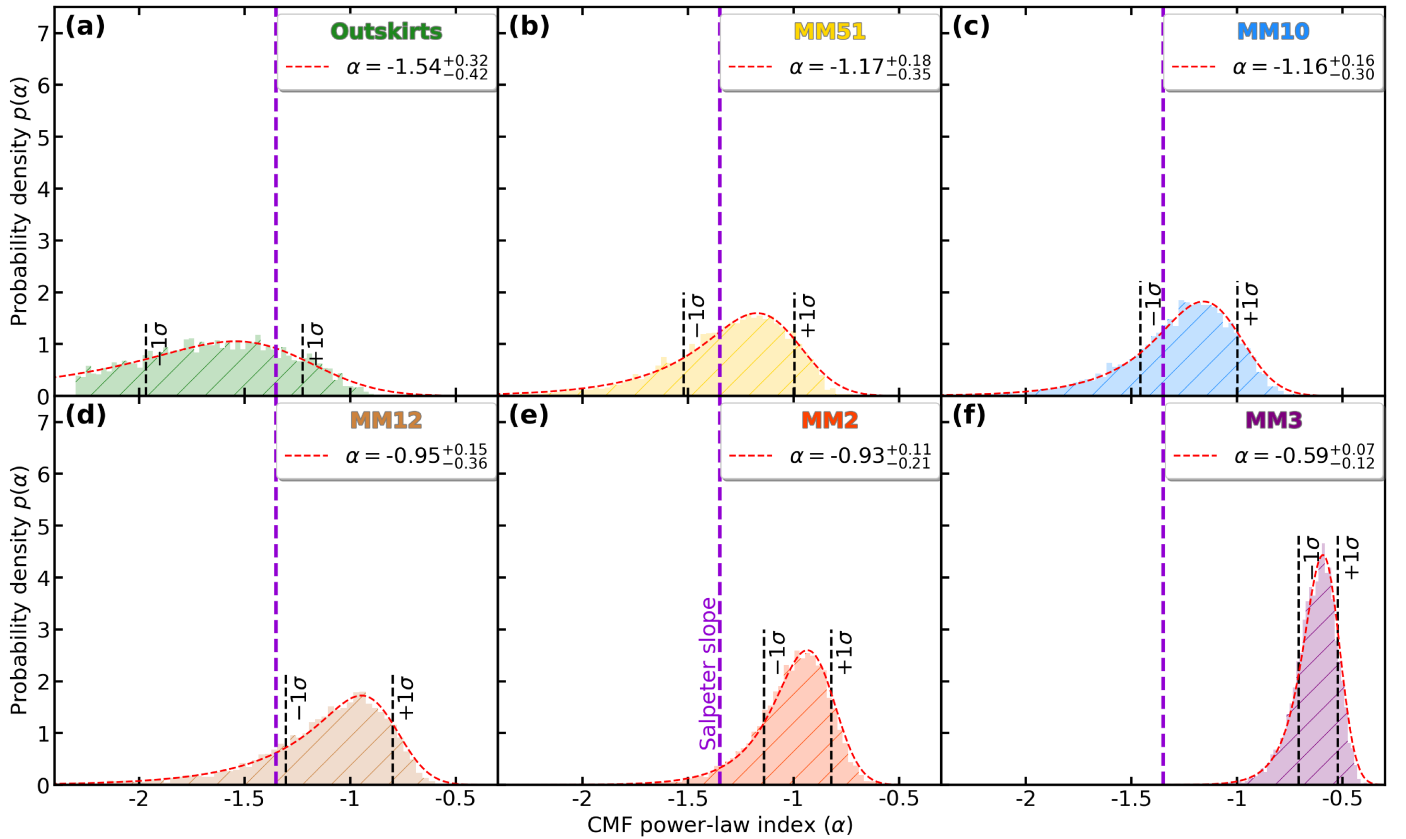 (a) Outskirts
α = -1.54 +0.32 −0.42
−1σ
+1σ
(b) MM51
α = -1.17 +0.18 −0.35
−1σ
+1σ
(c) MM10
α = -1.16 +0.16 −0.30
−1σ
+1σ
Probability density p(α)
7
6
5
4
3
2
1
0
(d) MM12
α = -0.95 +0.15 −0.36
−1σ
+1σ
(e) MM2
α = -0.93 +0.11 −0.21
−1σ
+1σ
Salpeter slope
(f) MM3
α = -0.59 +0.07 −0.12
−1σ
+1σ
Probability density p(α)
7
6
5
4
3
2
1
0
-2 -1.5 -1 -0.5 -2 -1.5 -1 -0.5 -2 -1.5 -1 -0.5
CMF power-law index (α)